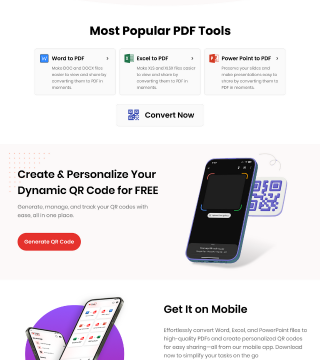 Most Popular PDF Tools
Word to PDF
Make DOC and DOCX files
easier to view and share by
converting them to PDF in
moments.
Excel to PDF
Make XLS and XLSX files easier
to view and share by
converting them to PDF in
moments.
Power Point to PDF
Presents your slides and
make presentations easy to
share by converting them to
PDF in moments.
Convert Now
Create & Personalize Your
Dynamic QR Code for FREE
Generate, manage, and track your QR codes with
ease, all in one place.
Generate QR Code
Get It on Mobile
Effortlessly convert Word, Excel, and PowerPoint files to
high-quality PDFs and create personalized QR codes
for easy sharing—all from our mobile app. Download
now to simplify your tasks on the go